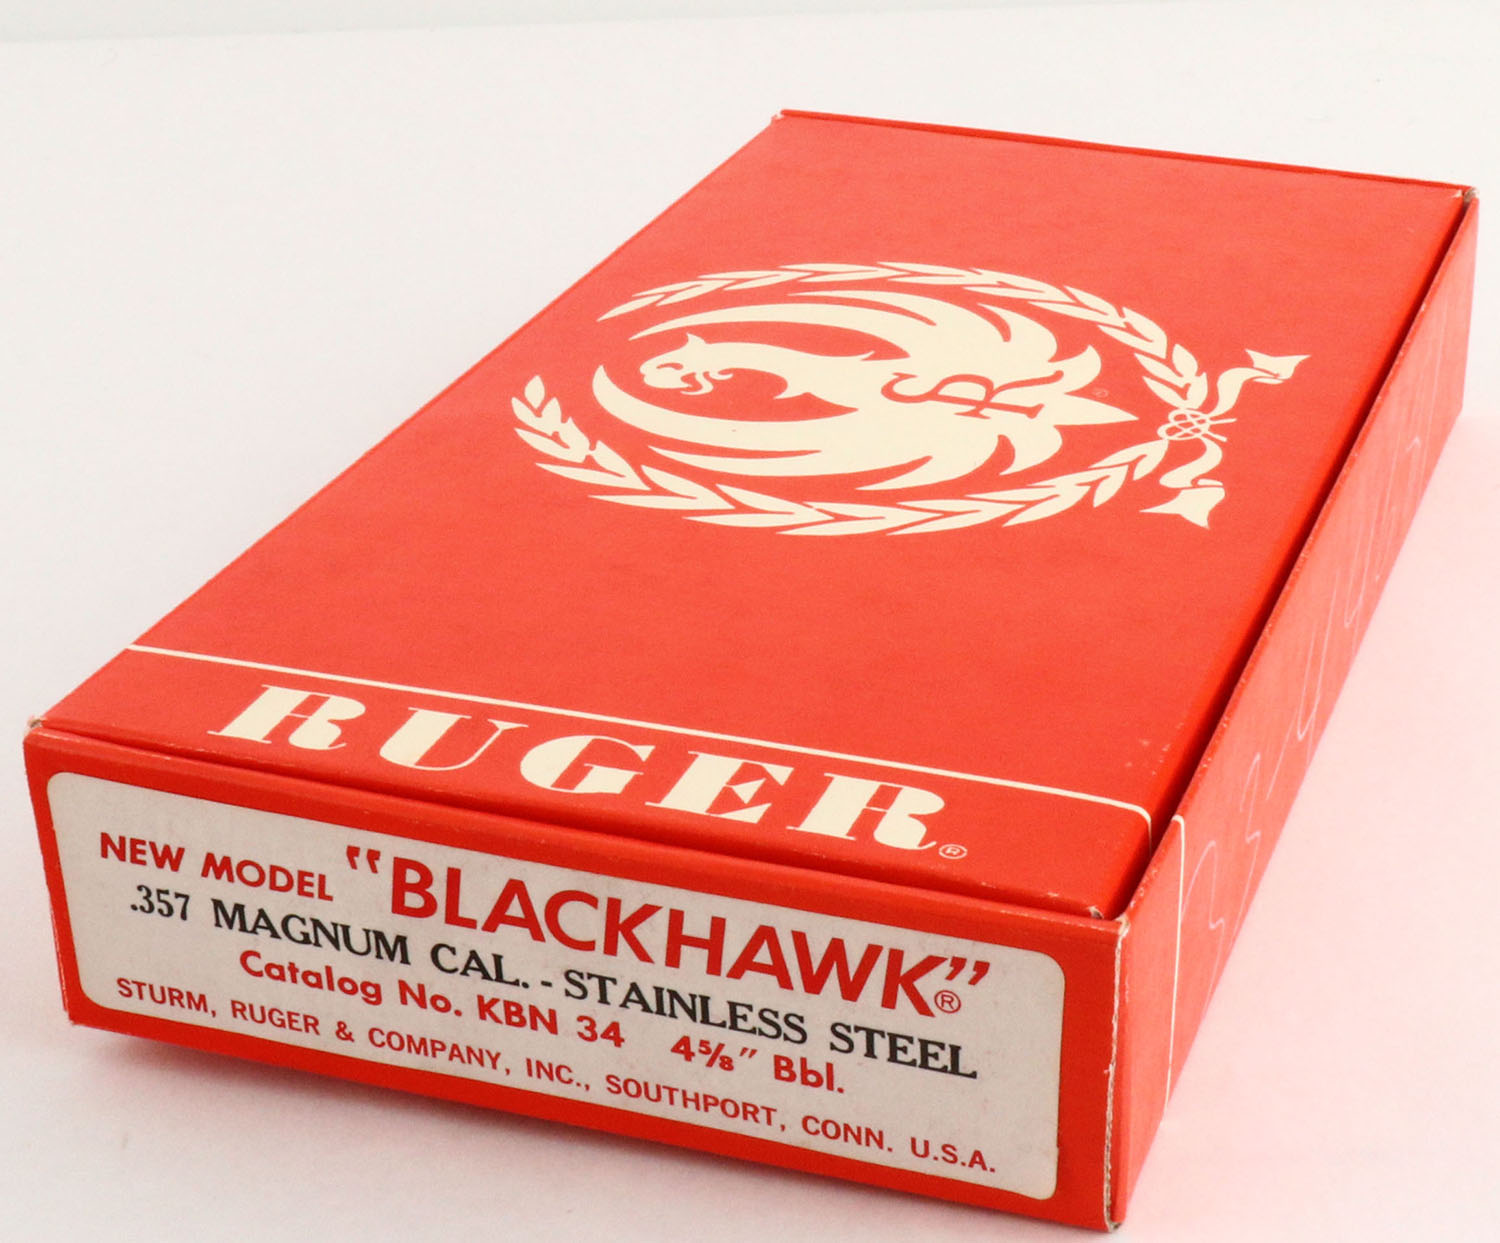 SR
RUGER®
NEW MODEL "BLACKHAWK"®
.357 MAGNUM CAL. - STAINLESS STEEL
Catalog No. KBN 34 4⅝" Bbl.
STURM, RUGER & COMPANY, INC., SOUTHPORT, CONN. U.S.A.